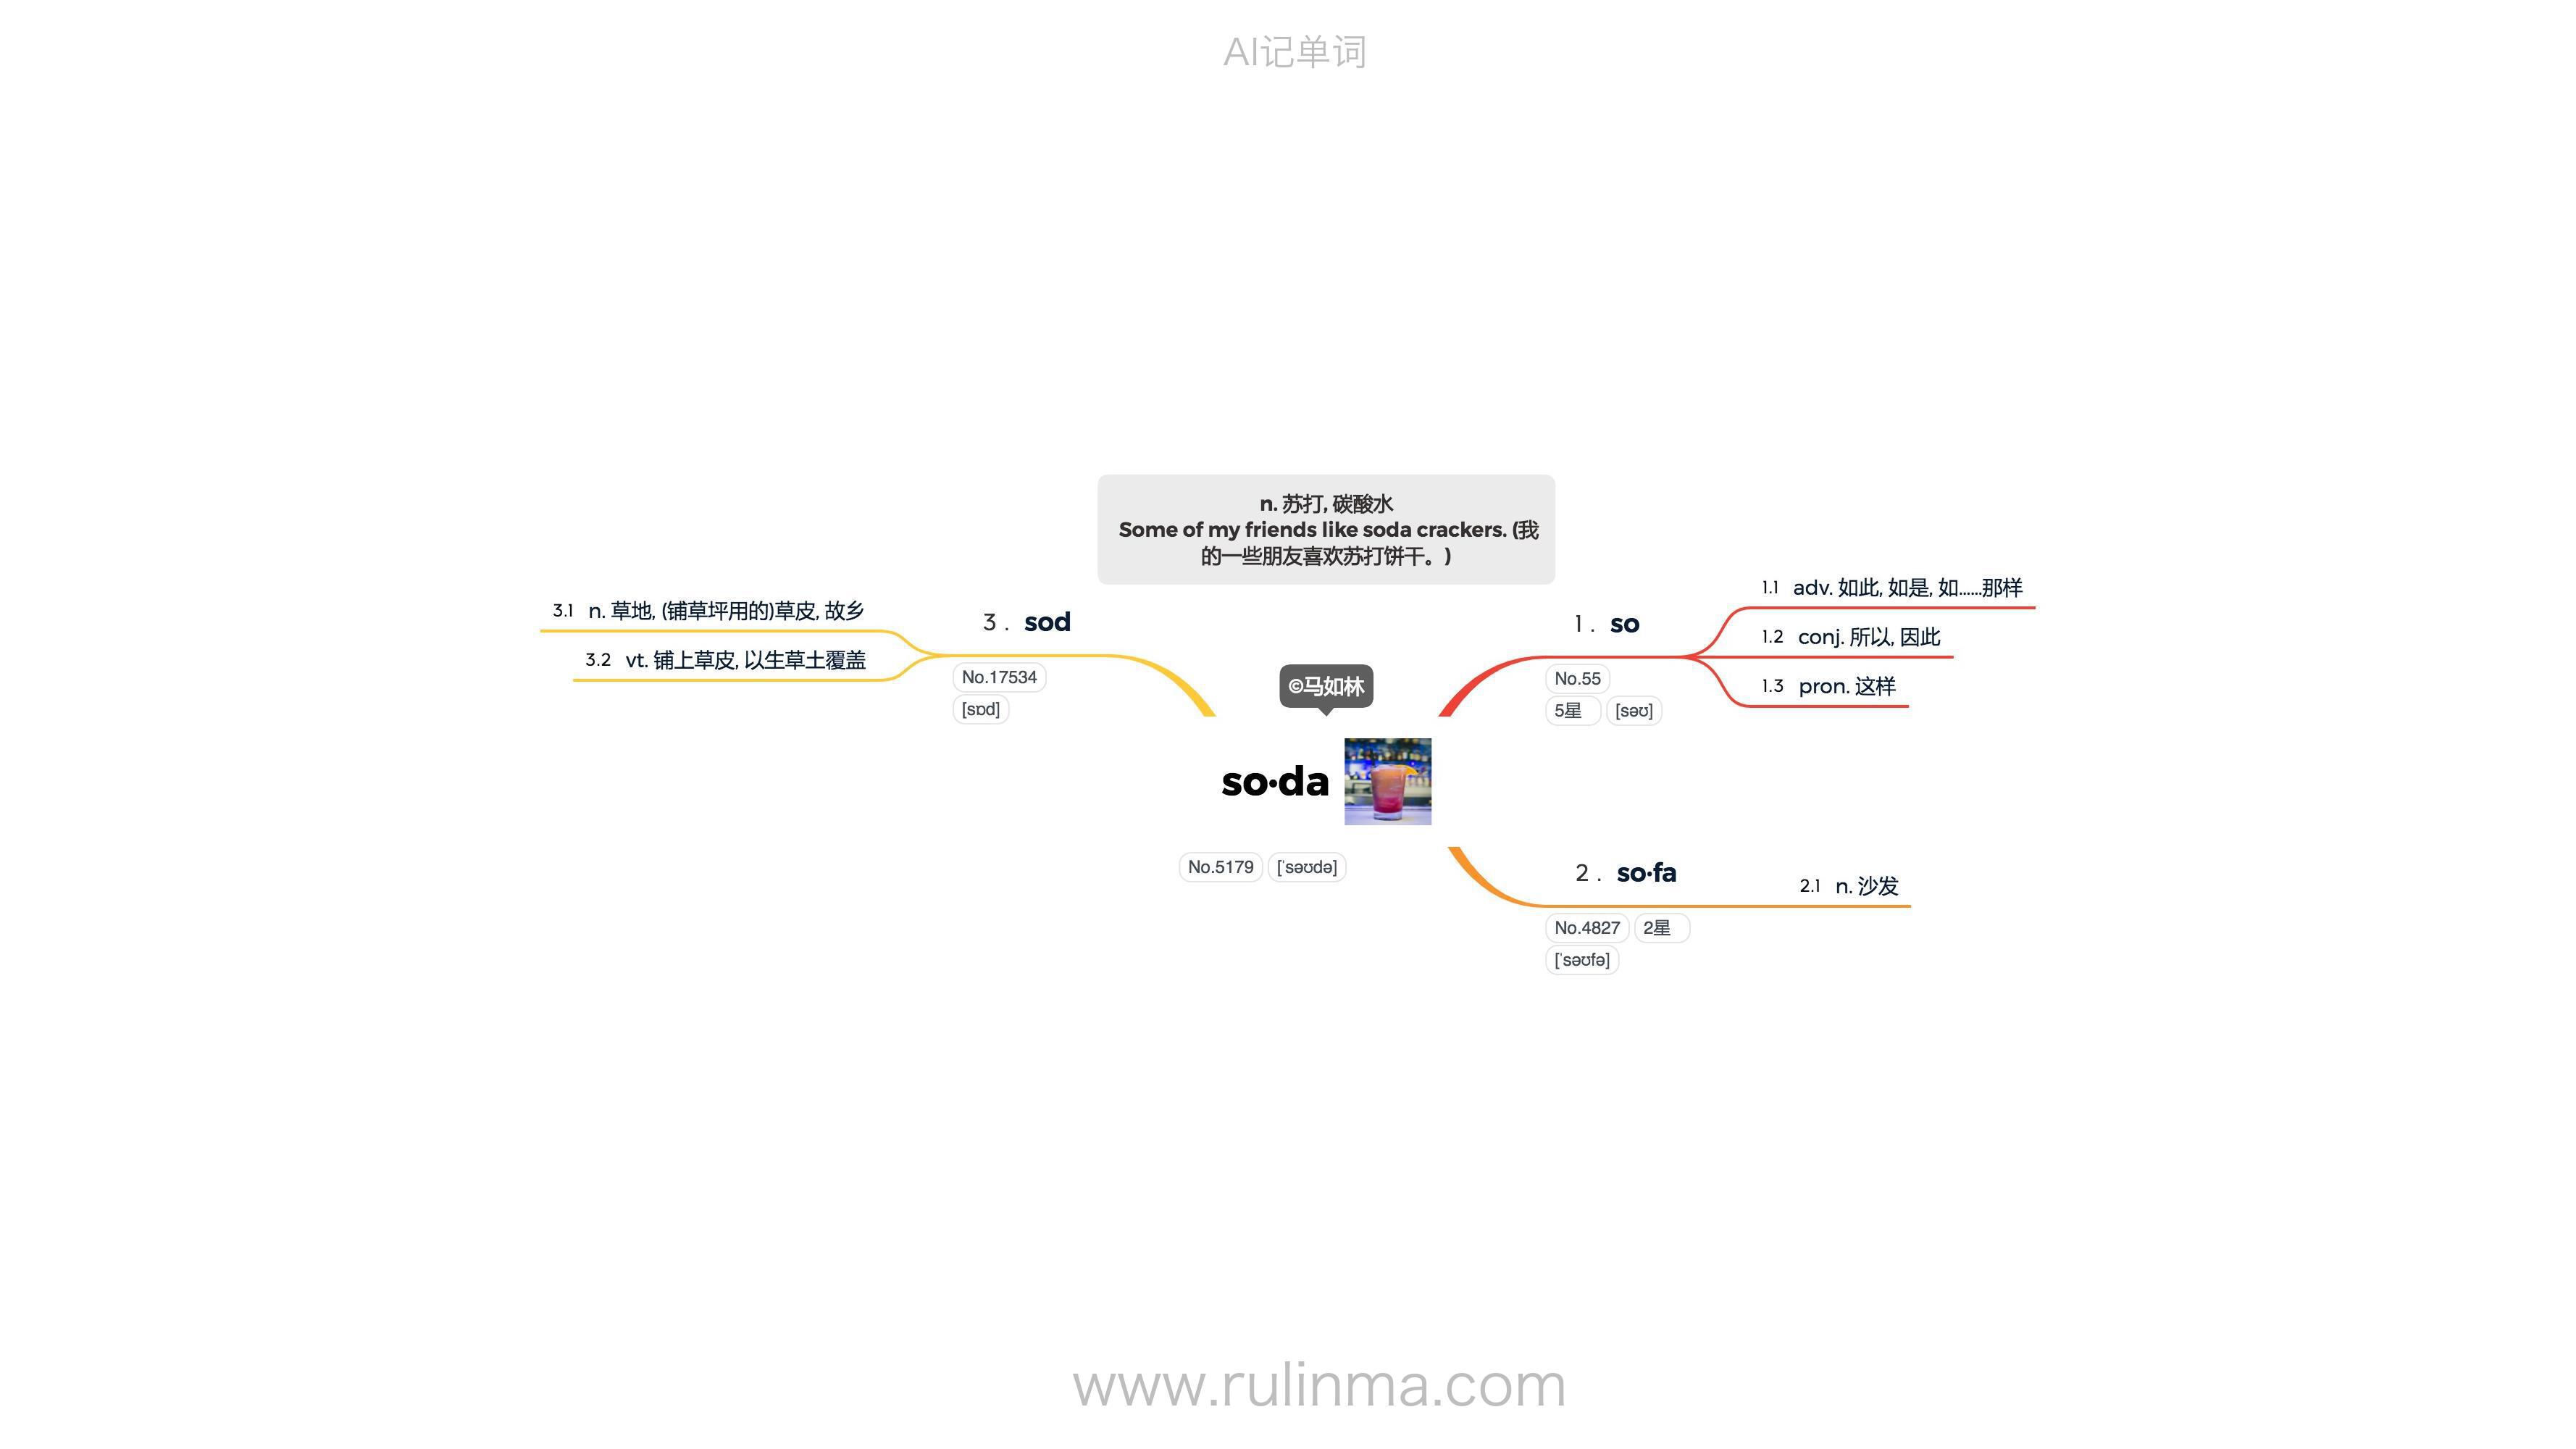 AI记单词
n. 苏打, 碳酸水
Some of my friends like soda crackers. (我
的一些朋友喜欢苏打饼干。)
©马如林
so·da
No.5179 [ˈsəʊdə]
1 . so
No.55
5星 [səʊ]
1.1 adv. 如此, 如是, 如……那样
1.2 conj. 所以, 因此
1.3 pron. 这样
2 . so·fa
No.4827 2星
[ˈsəʊfə]
2.1 n. 沙发
3 . sod
No.17534
[sɒd]
3.1 n. 草地, (铺草坪用的)草皮, 故乡
3.2 vt. 铺上草皮, 以生草土覆盖
www.rulinma.com